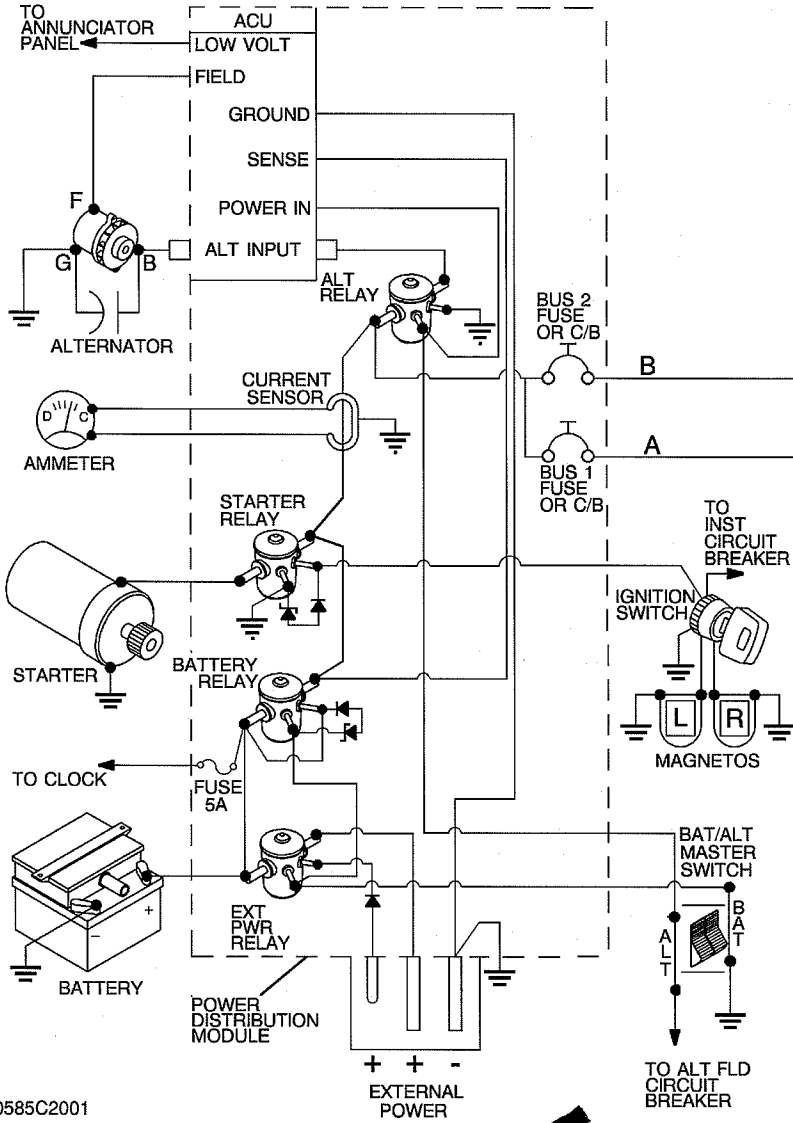 TO
ANNUNCIATOR
PANEL
ACU
LOW VOLT
FIELD
GROUND
SENSE
POWER IN
ALT INPUT
F
G
B
ALTERNATOR
ALT
RELAY
BUS 2
FUSE
OR C/B
B
CURRENT
SENSOR
D
C
AMMETER
A
BUS 1
FUSE
OR C/B
STARTER
RELAY
TO
INST
CIRCUIT
BREAKER
IGNITION
SWITCH
STARTER
BATTERY
RELAY
L
R
MAGNETOS
TO CLOCK
FUSE
5A
BAT/ALT
MASTER
SWITCH
EXT
PWR
RELAY
ALT
BAT
-
+
BATTERY
POWER
DISTRIBUTION
MODULE
+ + -
EXTERNAL
POWER
TO ALT FLD
CIRCUIT
BREAKER
0585C2001